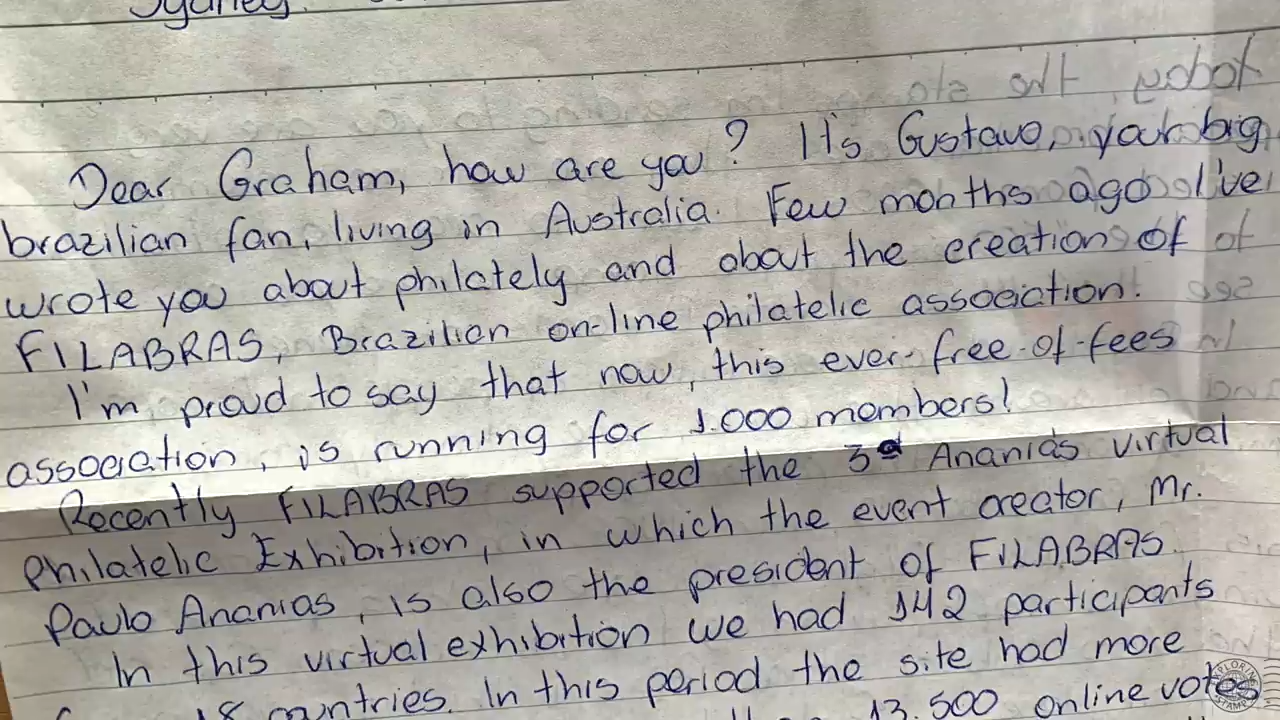 Sydney.
Dear Graham, how are you? It's Gustavo, your big
brazilian fan, living in Australia. Few months ago I've
wrote you about philately and about the creation of
FILABRAS, Brazilian on-line philatelic association.
I'm proud to say that now, this ever-free-of-fees
association, is running for 1.000 members!
Recently FILABRAS supported the 3rd Ananias virtual
Philatelic Exhibition, in which the event creator, Mr.
Paulo Ananias, is also the president of FILABRAS.
In this virtual exhibition we had 142 participants
18 countries. In this period the site had more
13.500 online votes
EXPLORING STAMPS